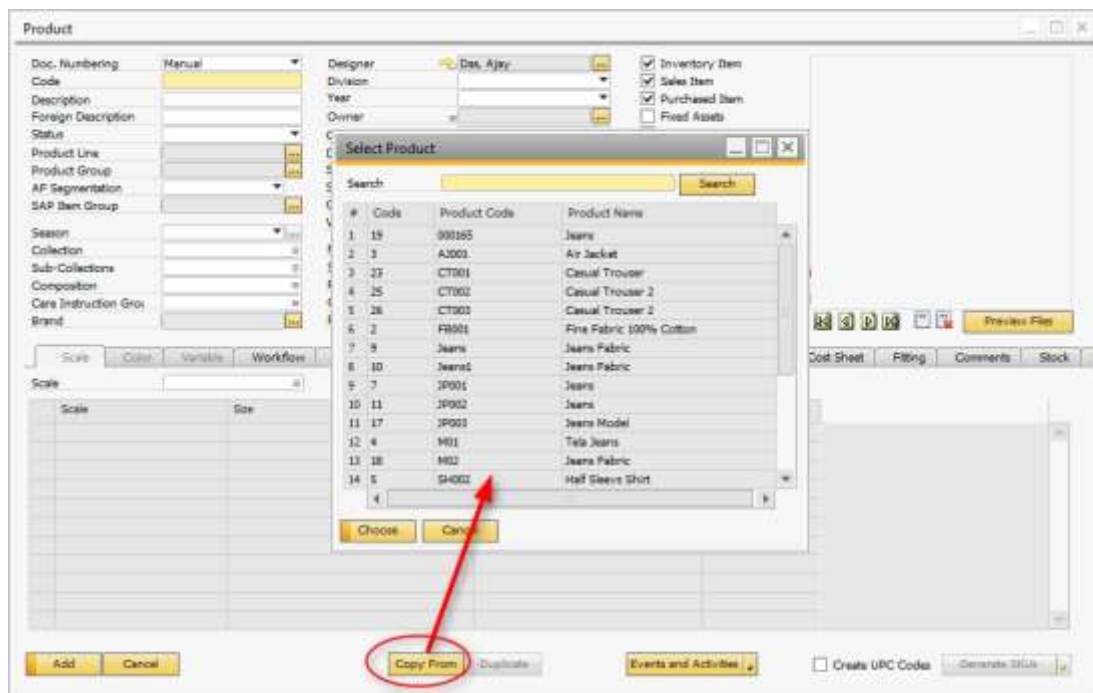 Product
Doc. Numbering Manual
Code
Description
Foreign Description
Status
Product Line
Product Group
AF Segmentation
SAP Item Group
Season
Collection
Sub-Collections
Composition
Care Instruction Grou
Brand
Designer Das, Ajay
Division
Year
Owner
Inventory Item
Sales Item
Purchased Item
Fixed Assets
Select Product
Search Search
# Code Product Code Product Name
1 19 000165 Jeans
2 3 AJ001 Air Jacket
3 23 CT001 Casual Trouser
4 25 CT002 Casual Trouser 2
5 26 CT003 Casual Trouser 2
6 2 FB001 Fine Fabric 100% Cotton
7 9 Jeans Jeans Fabric
8 10 Jeans1 Jeans Fabric
9 7 JP001 Jeans
10 11 JP002 Jeans
11 17 JP003 Jeans Model
12 4 M01 Tela Jeans
13 18 M02 Jeans Fabric
14 5 SH002 Half Sleeve Shirt
Choose Cancel
Preview Files
Scale Color Variable Workflow Cost Sheet Fitting Comments Stock
Scale
Scale Size
Add Cancel Copy From Duplicate Events and Activities Create UPC Codes Generate SKUs